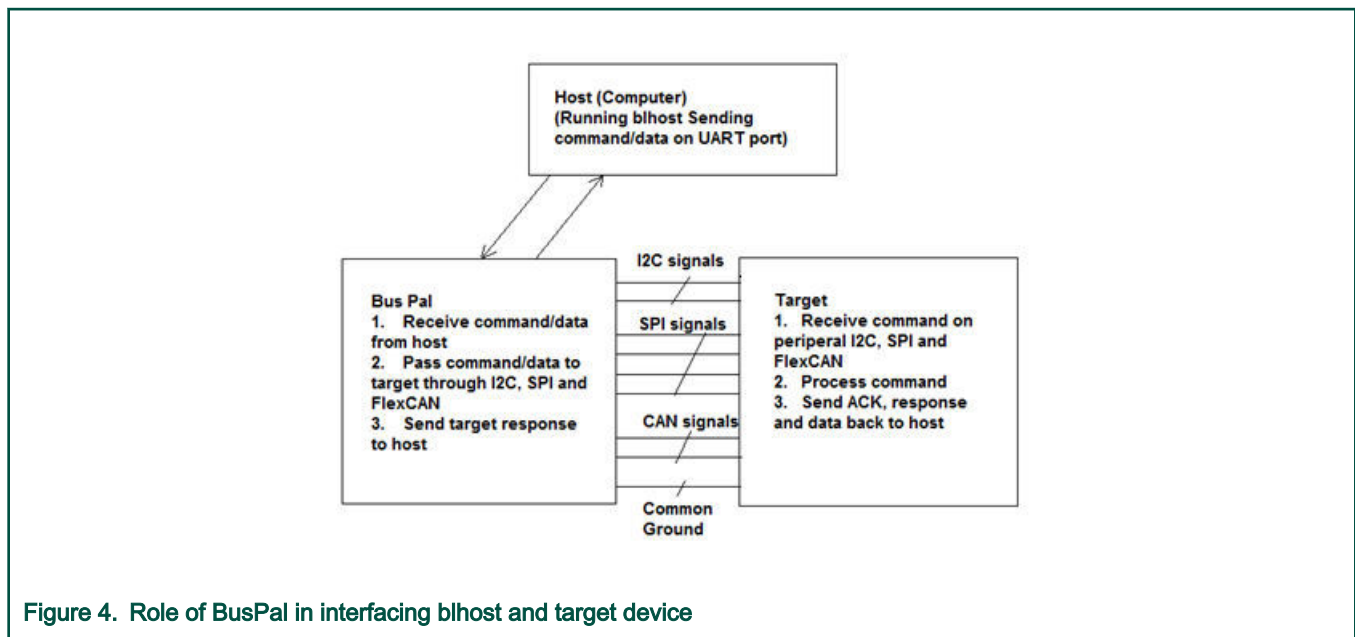 Host (Computer)
(Running blhost Sending
command/data on UART port)
Bus Pal
1. Receive command/data
from host
2. Pass command/data to
target through I2C, SPI and
FlexCAN
3. Send target response
to host
I2C signals
SPI signals
CAN signals
Common
Ground
Target
1. Receive command on
periperal I2C, SPI and
FlexCAN
2. Process command
3. Send ACK, response
and data back to host
Figure 4. Role of BusPal in interfacing blhost and target device